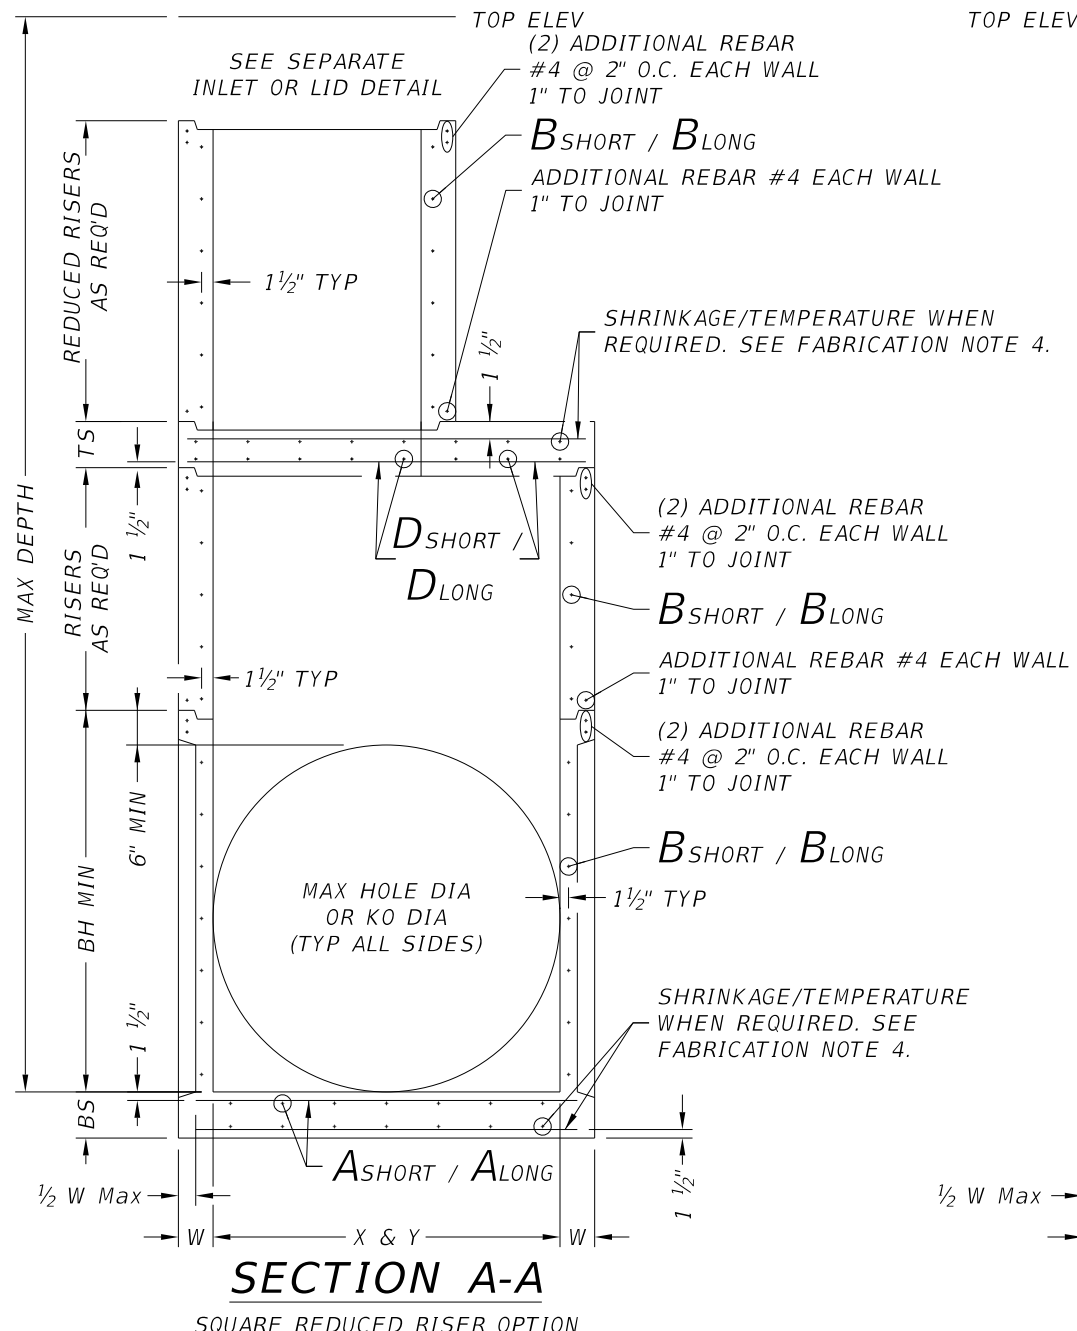 TOP ELEV
TOP ELEV
(2) ADDITIONAL REBAR
#4 @ 2" O.C. EACH WALL
1" TO JOINT
SEE SEPARATE
INLET OR LID DETAIL
BSHORT / BLONG
ADDITIONAL REBAR #4 EACH WALL
1" TO JOINT
REDUCED RISERS
AS REQ'D
1½" TYP
1 ½"
SHRINKAGE/TEMPERATURE WHEN
REQUIRED. SEE FABRICATION NOTE 4.
TS
MAX DEPTH
1 ½"
RISERS
AS REQ'D
DSHORT /
DLONG
(2) ADDITIONAL REBAR
#4 @ 2" O.C. EACH WALL
1" TO JOINT
BSHORT / BLONG
1½" TYP
ADDITIONAL REBAR #4 EACH WALL
1" TO JOINT
(2) ADDITIONAL REBAR
#4 @ 2" O.C. EACH WALL
1" TO JOINT
6" MIN
BSHORT / BLONG
BH MIN
MAX HOLE DIA
OR KO DIA
(TYP ALL SIDES)
1½" TYP
1 ½"
SHRINKAGE/TEMPERATURE
WHEN REQUIRED. SEE
FABRICATION NOTE 4.
BS
ASHORT / ALONG
1 ½"
½ W Max
½ W Max
W
X & Y
W
SECTION A-A
SQUARE REDUCED RISER OPTION